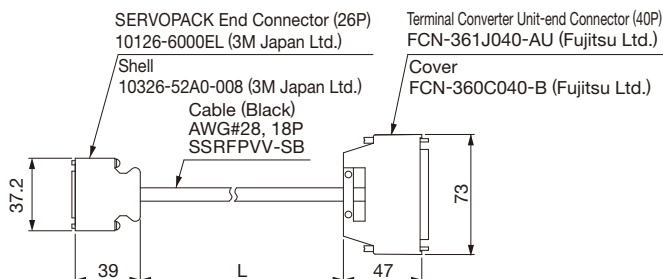 SERVOPACK End Connector (26P)
10126-6000EL (3M Japan Ltd.)
Shell
10326-52A0-008 (3M Japan Ltd.)
Cable (Black)
AWG#28, 18P
SSRFPVV-SB
Terminal Converter Unit-end Connector (40P)
FCN-361J040-AU (Fujitsu Ltd.)
Cover
FCN-360C040-B (Fujitsu Ltd.)
37.2
73
39
L
47